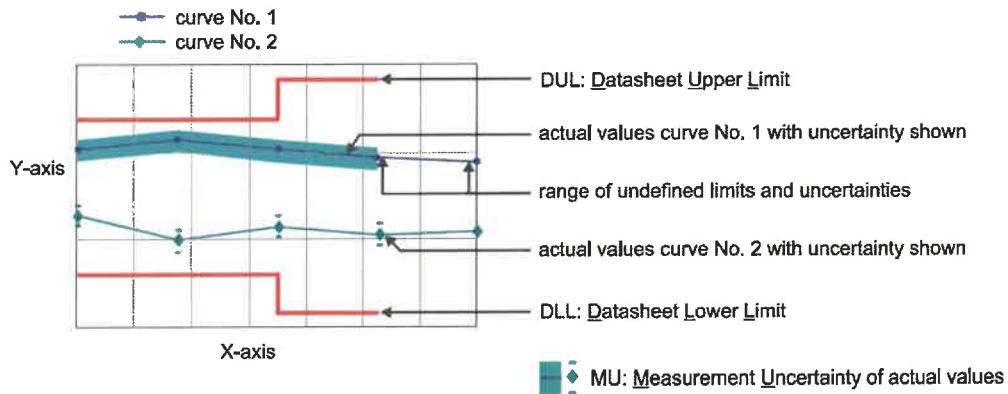 curve No. 1
curve No. 2
DUL: Datasheet Upper Limit
actual values curve No. 1 with uncertainty shown
Y-axis
range of undefined limits and uncertainties
actual values curve No. 2 with uncertainty shown
DLL: Datasheet Lower Limit
X-axis
MU: Measurement Uncertainty of actual values